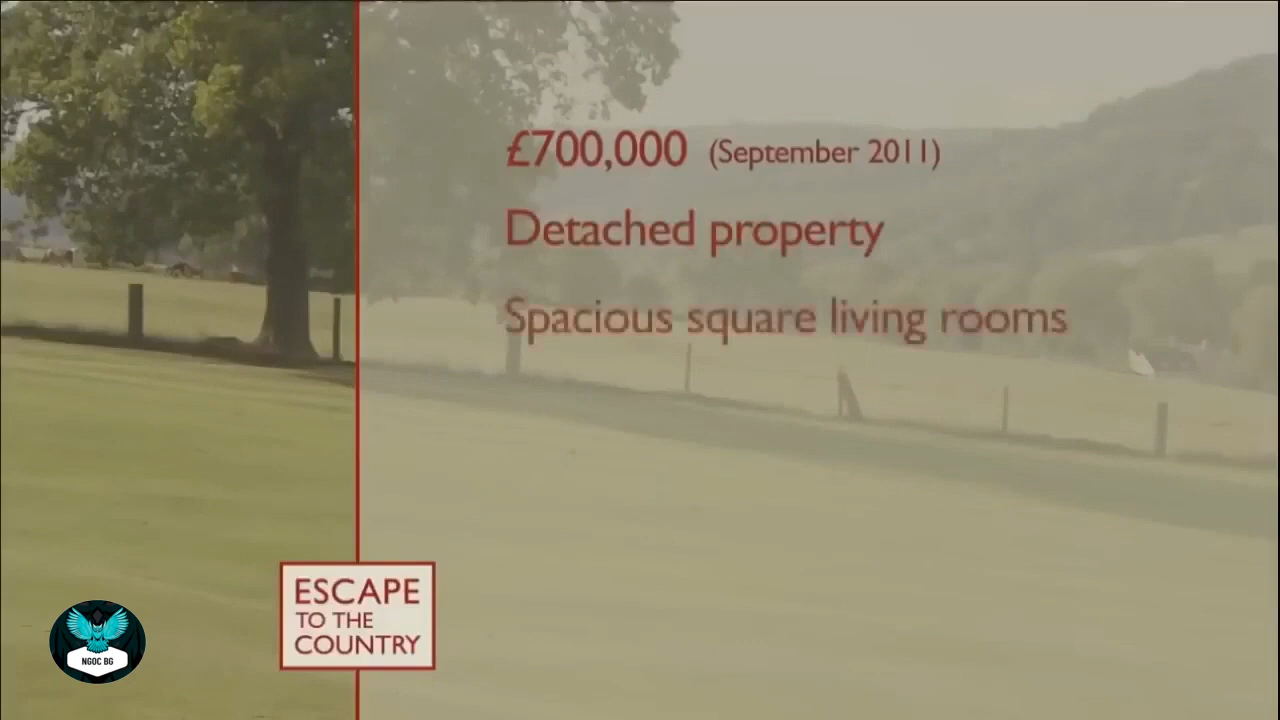 £700,000 (September 2011)
Detached property
Spacious square living rooms
ESCAPE
TO THE
COUNTRY
NGOC BG